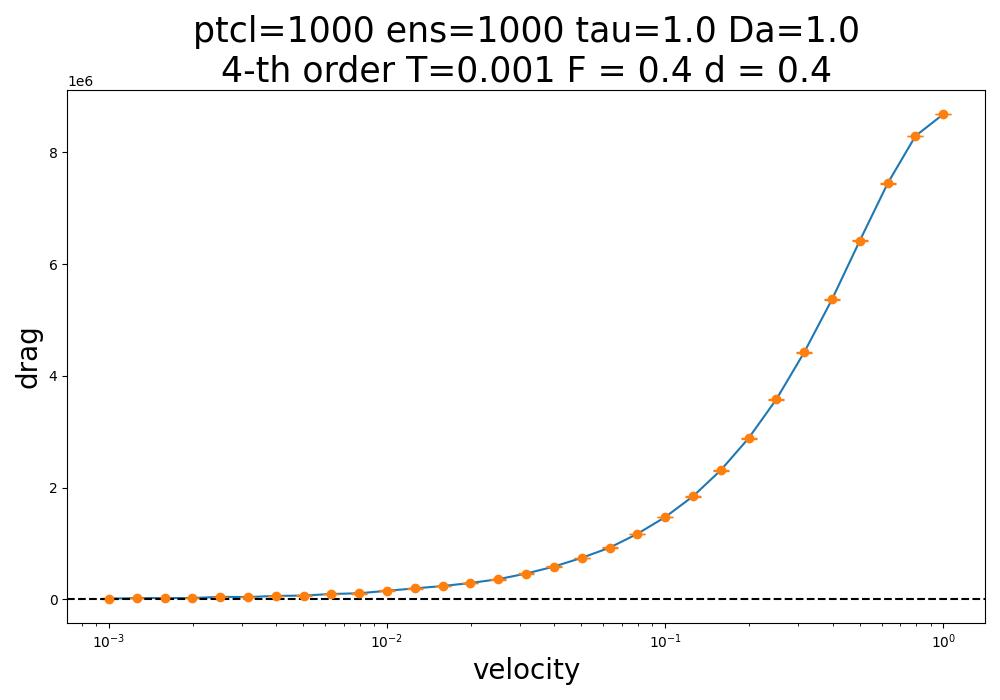 ptcl=1000 ens=1000 tau=1.0 Da=1.0
4-th order T=0.001 F = 0.4 d = 0.4
1e6
8
6
4
2
0
drag
10⁻³
10⁻²
10⁻¹
10⁰
velocity